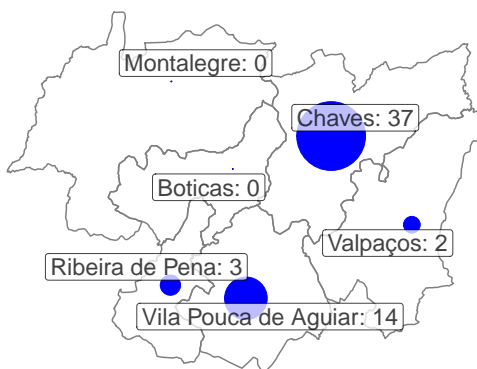 Montalegre: 0
Chaves: 37
Boticas: 0
Valpaços: 2
Ribeira de Pena: 3
Vila Pouca de Aguiar: 14